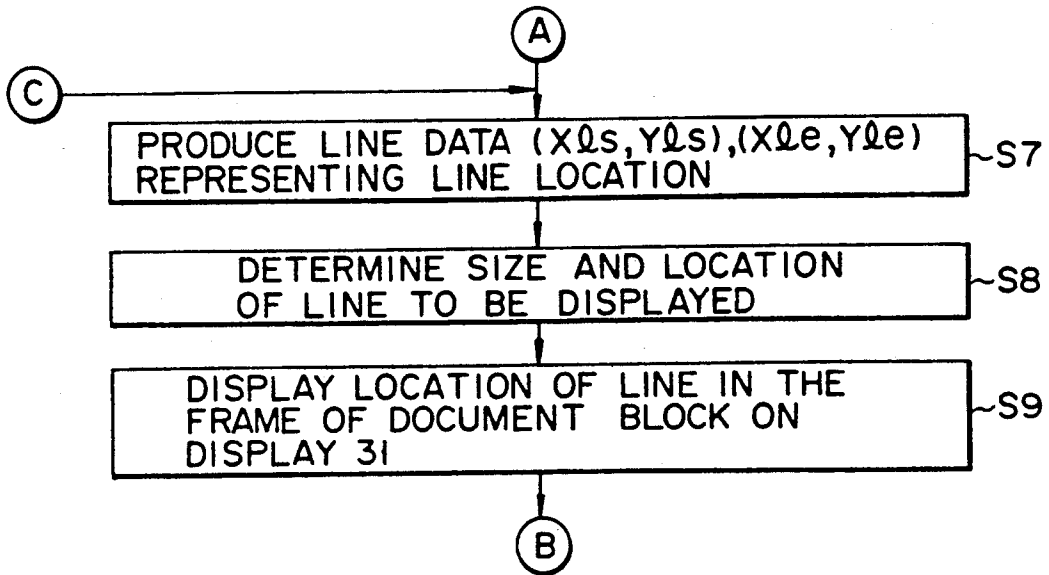 A
C
PRODUCE LINE DATA (Xℓs,Yℓs),(Xℓe,Yℓe)
REPRESENTING LINE LOCATION
~S7
DETERMINE SIZE AND LOCATION
OF LINE TO BE DISPLAYED
~S8
DISPLAY LOCATION OF LINE IN THE
FRAME OF DOCUMENT BLOCK ON
DISPLAY 31
~S9
B